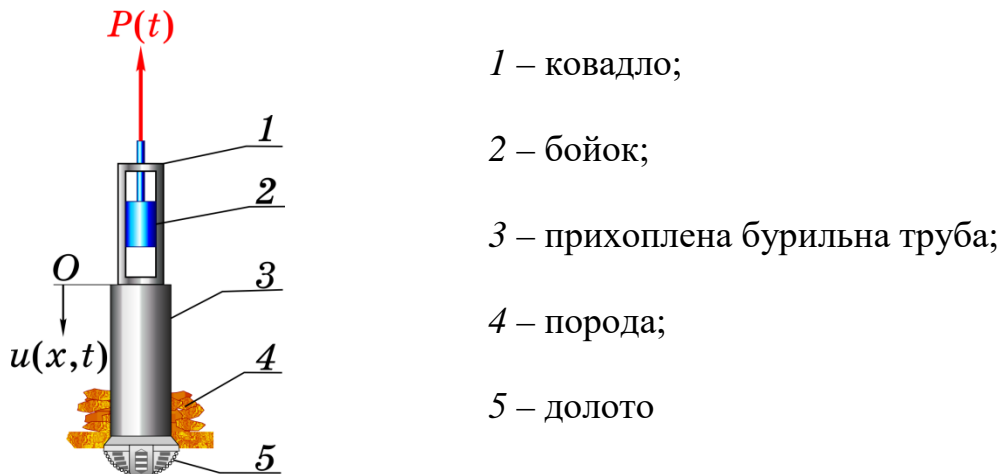 P(t)
1
2
O
3
u(x,t)
4
5
1 – ковадло;
2 – бойок;
3 – прихоплена бурильна труба;
4 – порода;
5 – долото